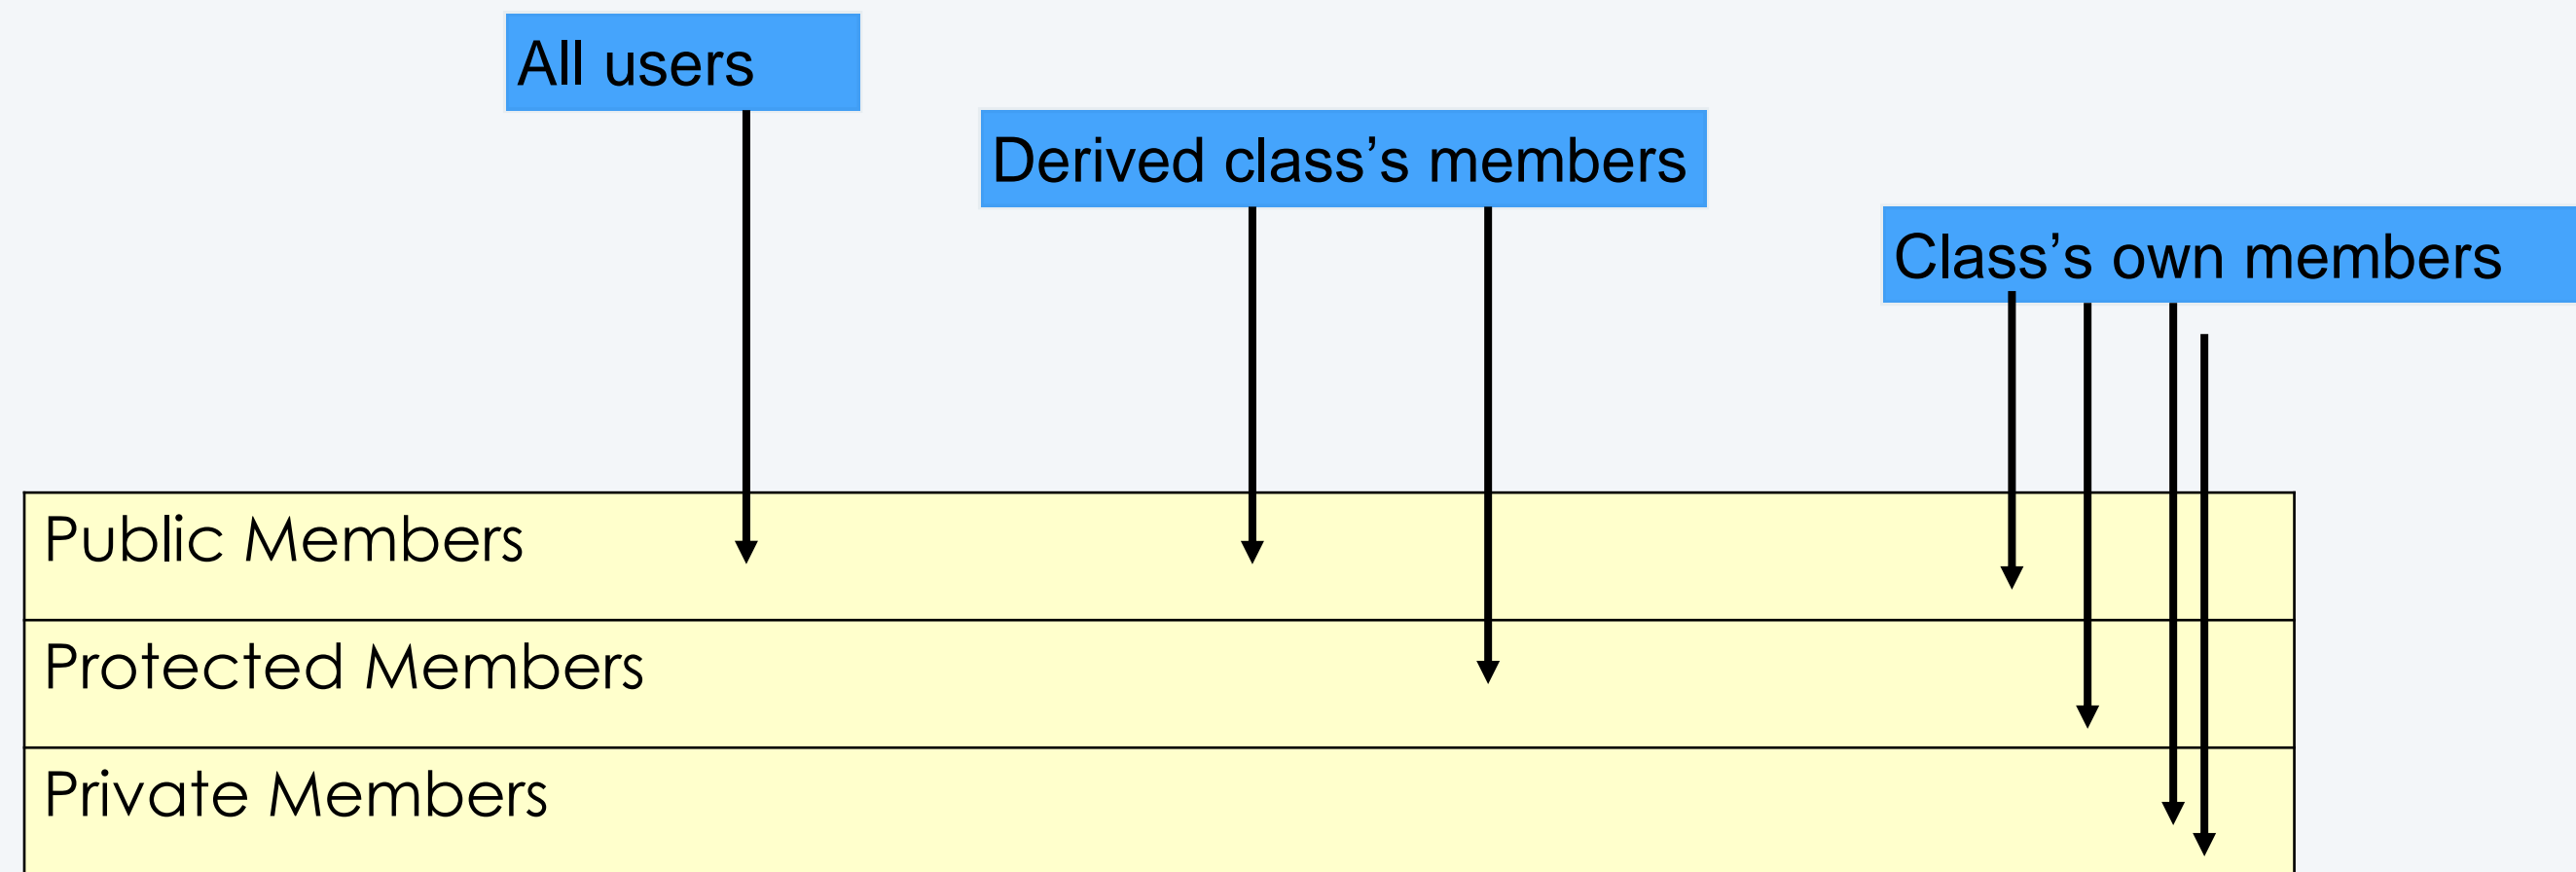 All users
Derived class’s members
Class’s own members
Public Members
Protected Members
Private Members